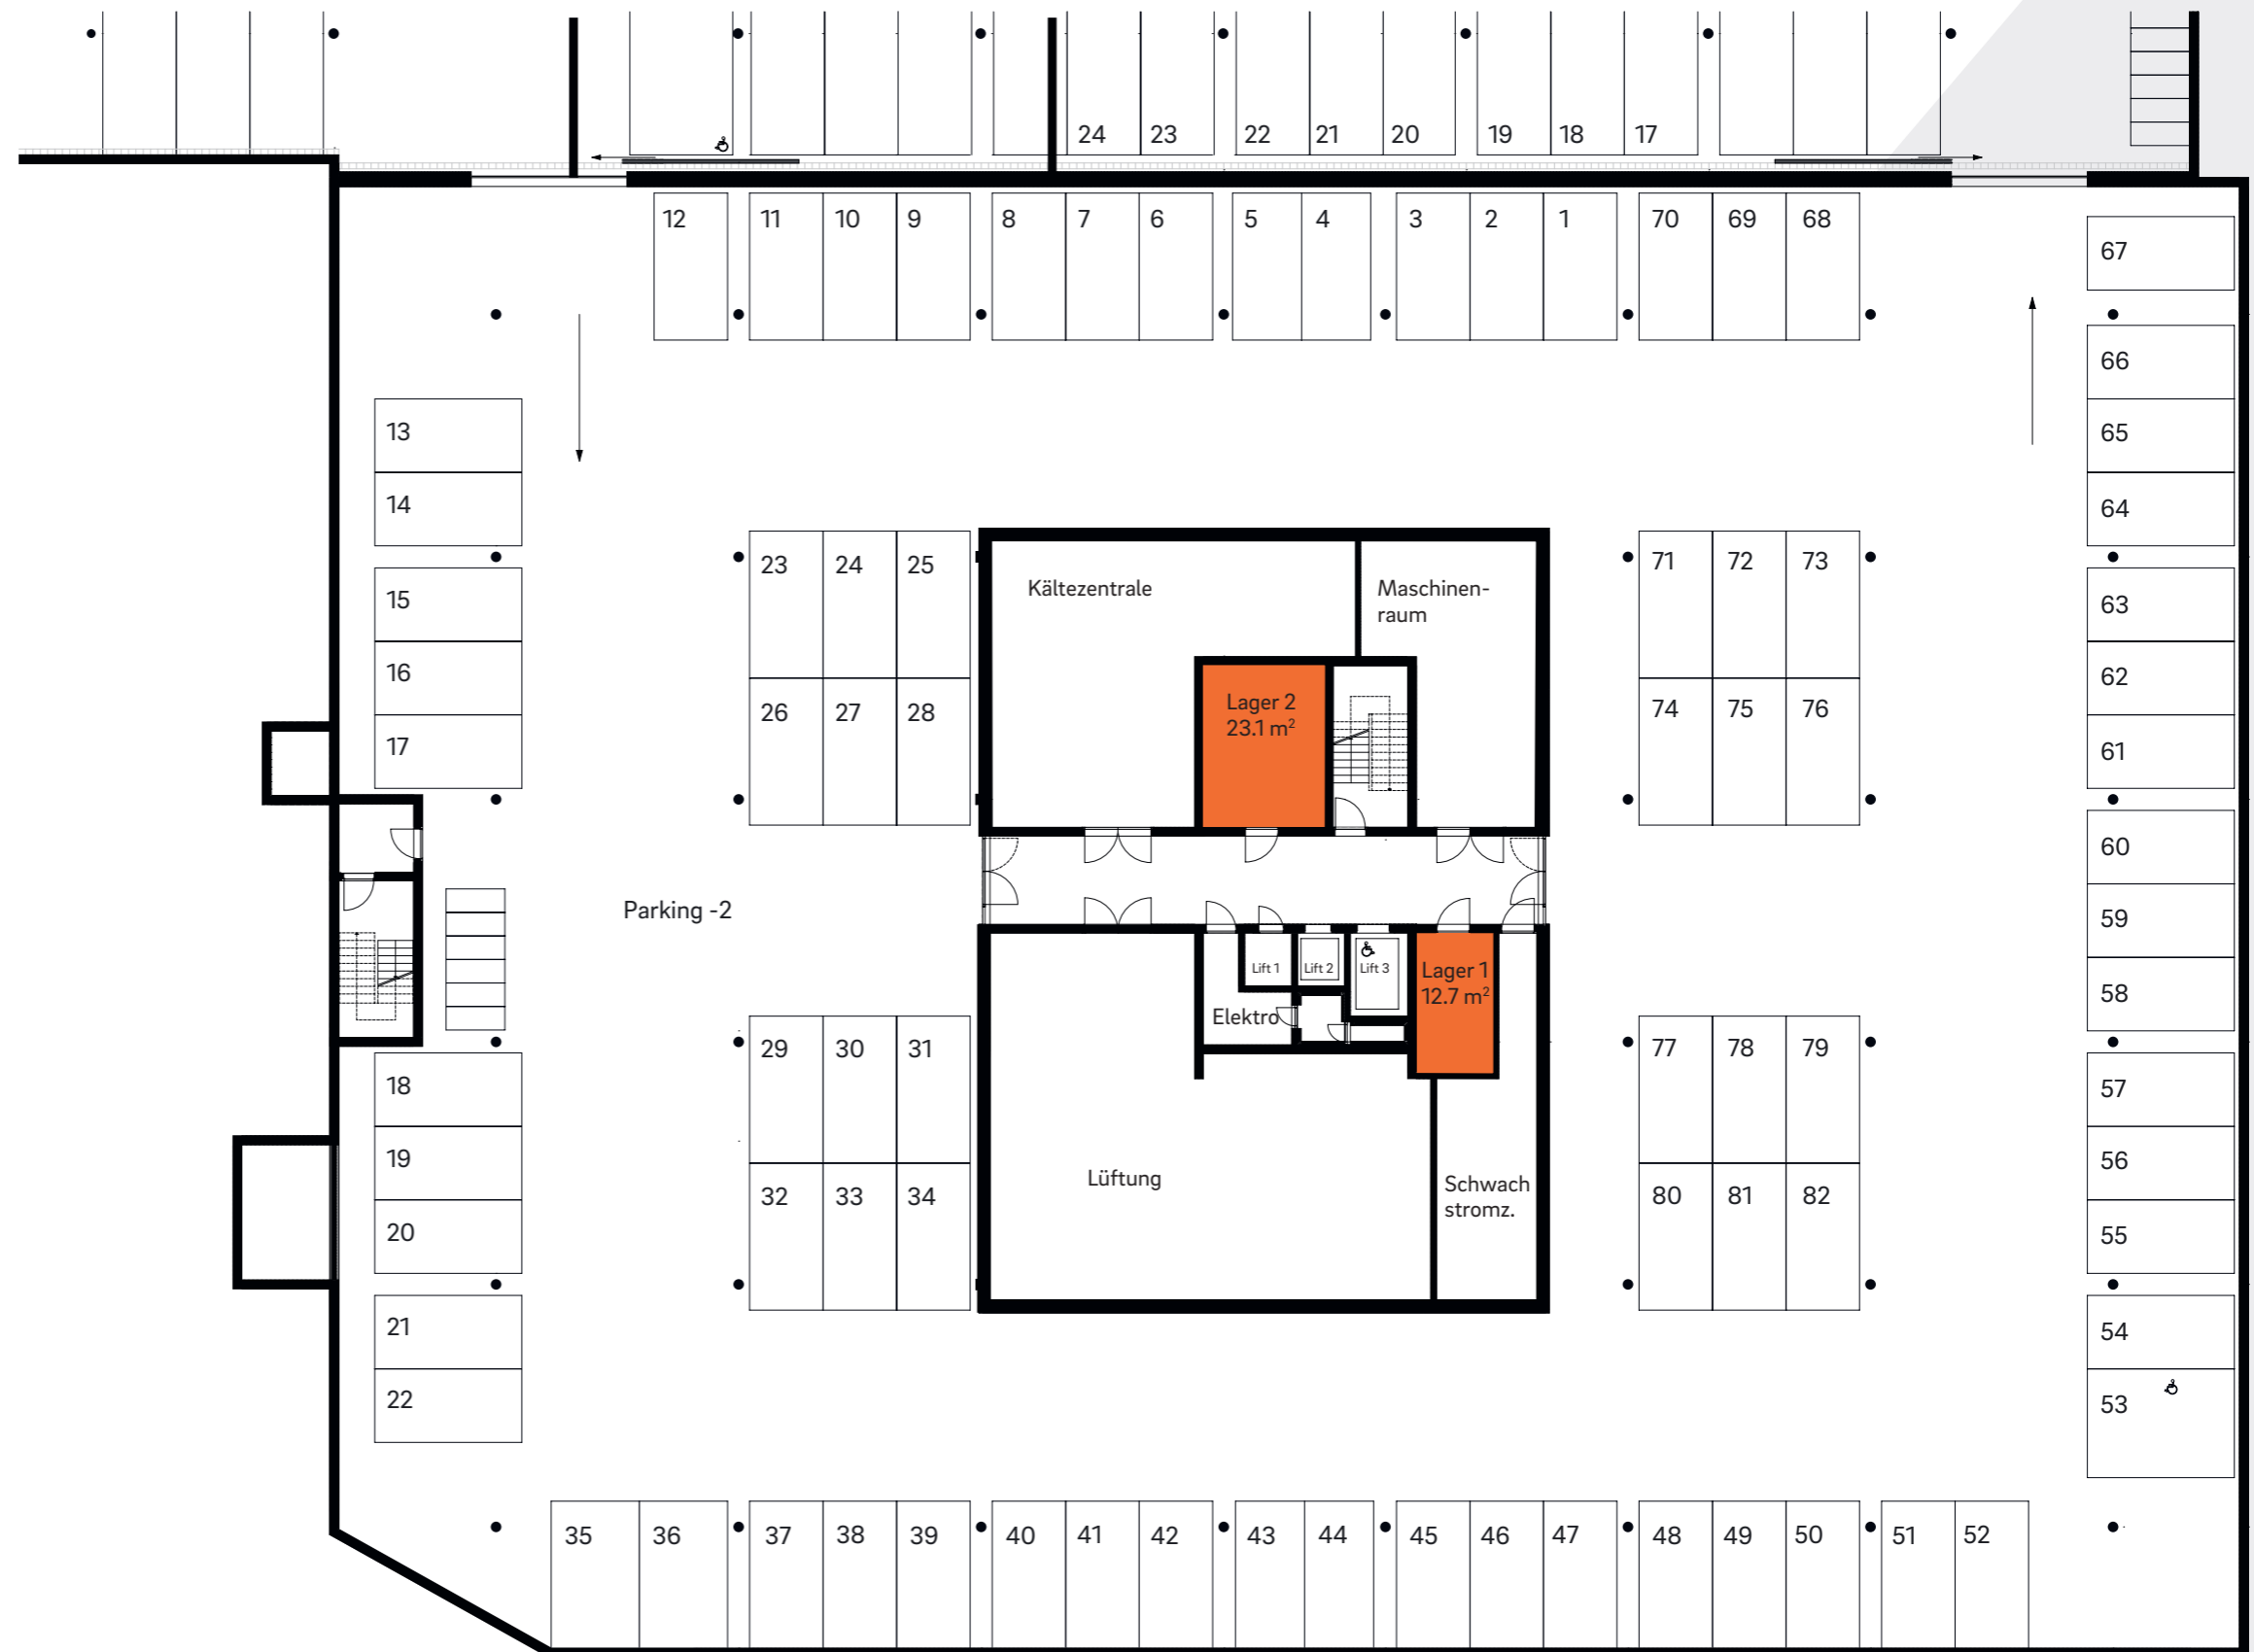 24 23 22 21 20 19 18 17
12 11 10 9 8 7 6 5 4 3 2 1 70 69 68
67
66
13 65
14 64
23 24 25 71 72 73
Kältezentrale
Maschinen-
raum
15 63
16 62
26 27 28 74 75 76
Lager 2
23.1 m²
17 61
60
Parking -2
59
Lift 1 Lift 2 Lift 3
Lager 1
12.7 m²
58
Elektro
29 30 31 77 78 79
18 57
19 56
Lüftung
Schwach
stromz.
32 33 34 80 81 82
20 55
21 54
22 53
35 36 37 38 39 40 41 42 43 44 45 46 47 48 49 50 51 52